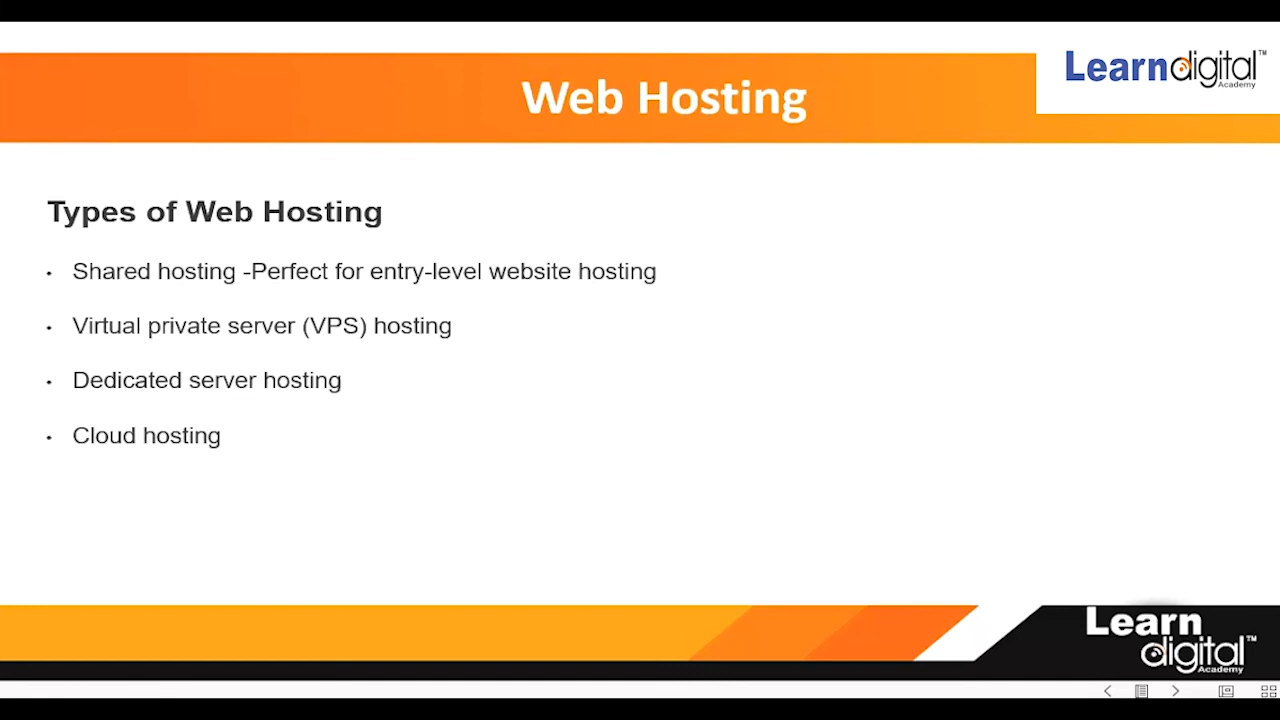 Web Hosting
Learndigital™
Academy
Types of Web Hosting
• Shared hosting -Perfect for entry-level website hosting
• Virtual private server (VPS) hosting
• Dedicated server hosting
• Cloud hosting
Learn
digital™
Academy